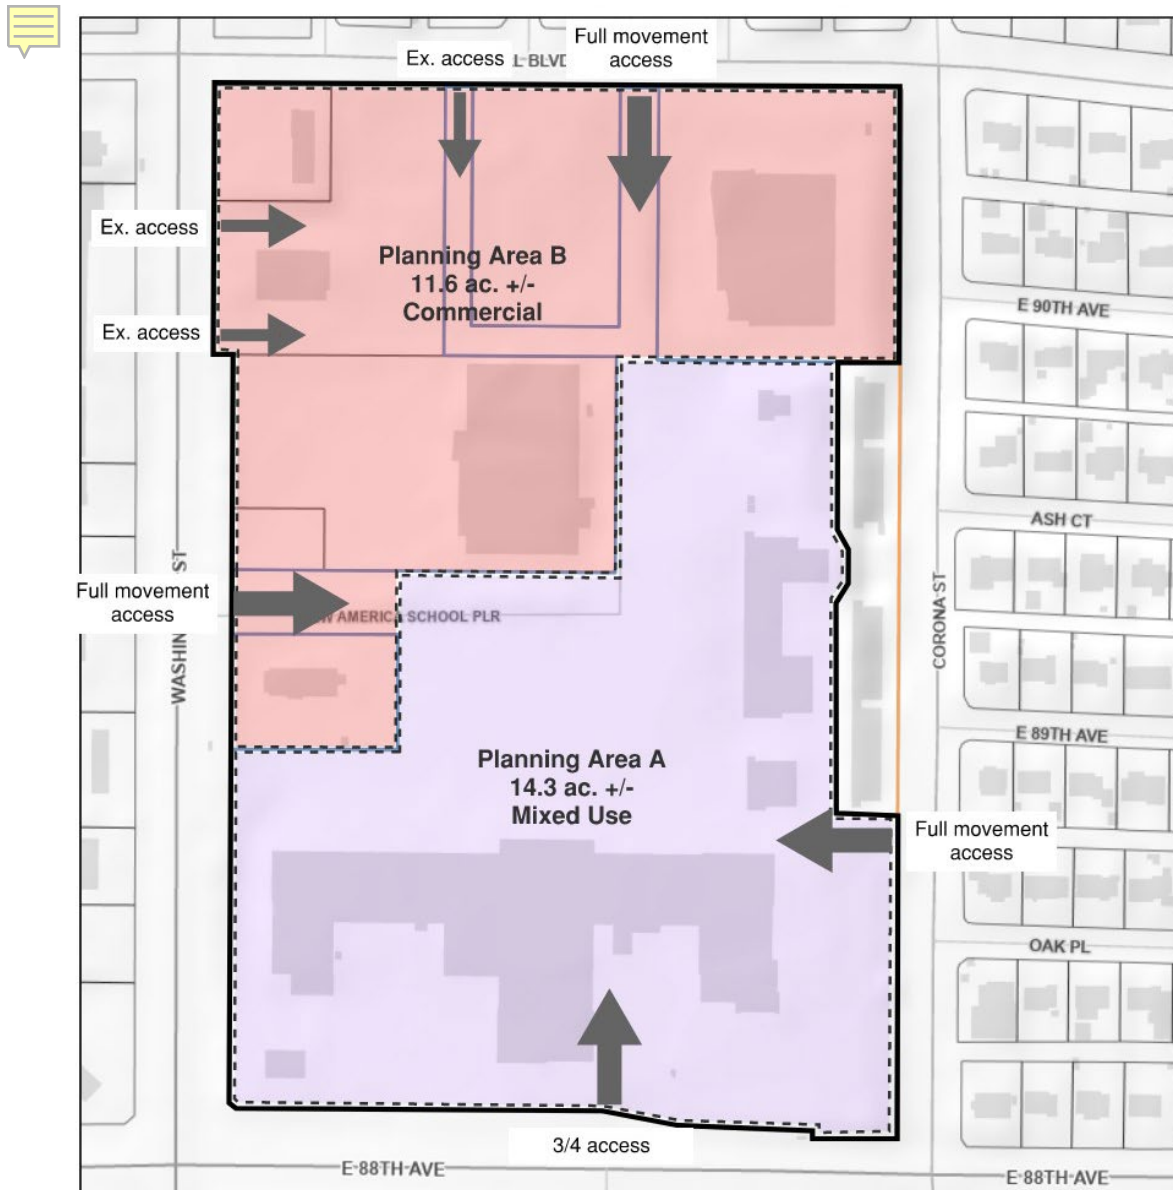 Full movement
access
Ex. access
L BLVD
Ex. access
Planning Area B
11.6 ac. +/-
Commercial
E 90TH AVE
Ex. access
ASH CT
Full movement
access
AMERICA SCHOOL PLR
WASHIN
ST
CORONA ST
E 89TH AVE
Planning Area A
14.3 ac. +/-
Mixed Use
Full movement
access
OAK PL
3/4 access
E 88TH AVE
E 88TH AVE